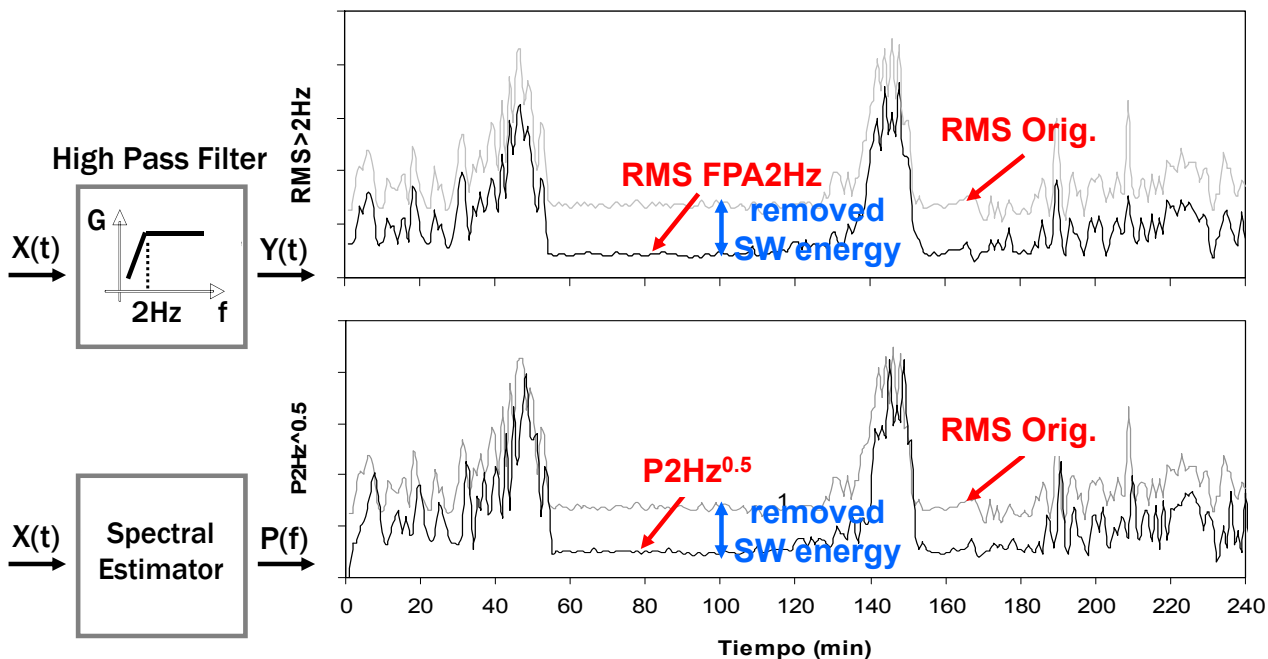 High Pass Filter
G
2Hz f
X(t)
Y(t)
RMS>2Hz
RMS FPA2Hz
RMS Orig.
removed
SW energy
X(t)
Spectral
Estimator
P(f)
P2Hz^0.5
P2Hz0.5
RMS Orig.
1
removed
SW energy
0 20 40 60 80 100 120 140 160 180 200 220 240
Tiempo (min)